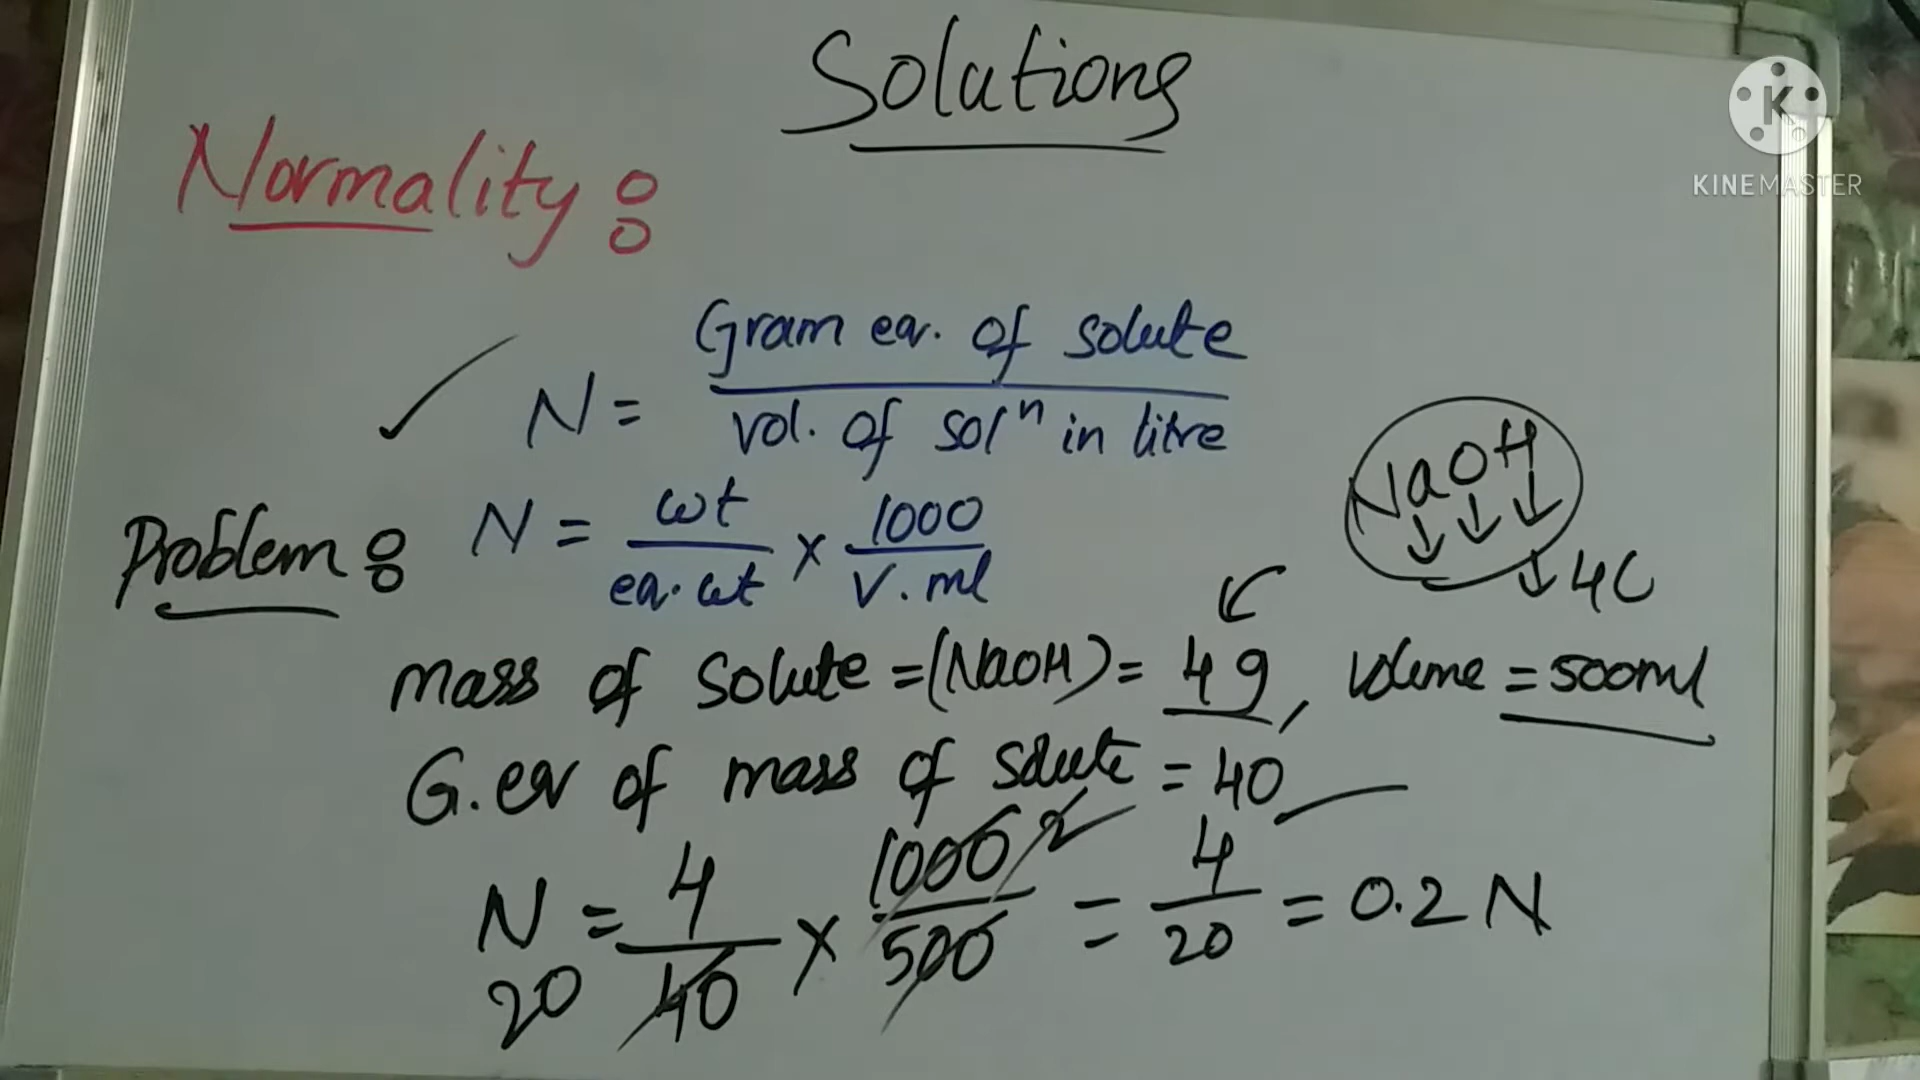 Solutions
K
KINEMASTER
Normality :
N = Gram eq. of solute / vol. of solⁿ in litre
Problem : N = wt / eq. wt × 1000 / V. ml
NaOH
↓ 40
mass of solute = (NaOH) = 4g, Volume = 500ml
G. eq of mass of solute = 40
N = 4 / 40 × 1000 / 500 = 4 / 20 = 0.2 N
2
20